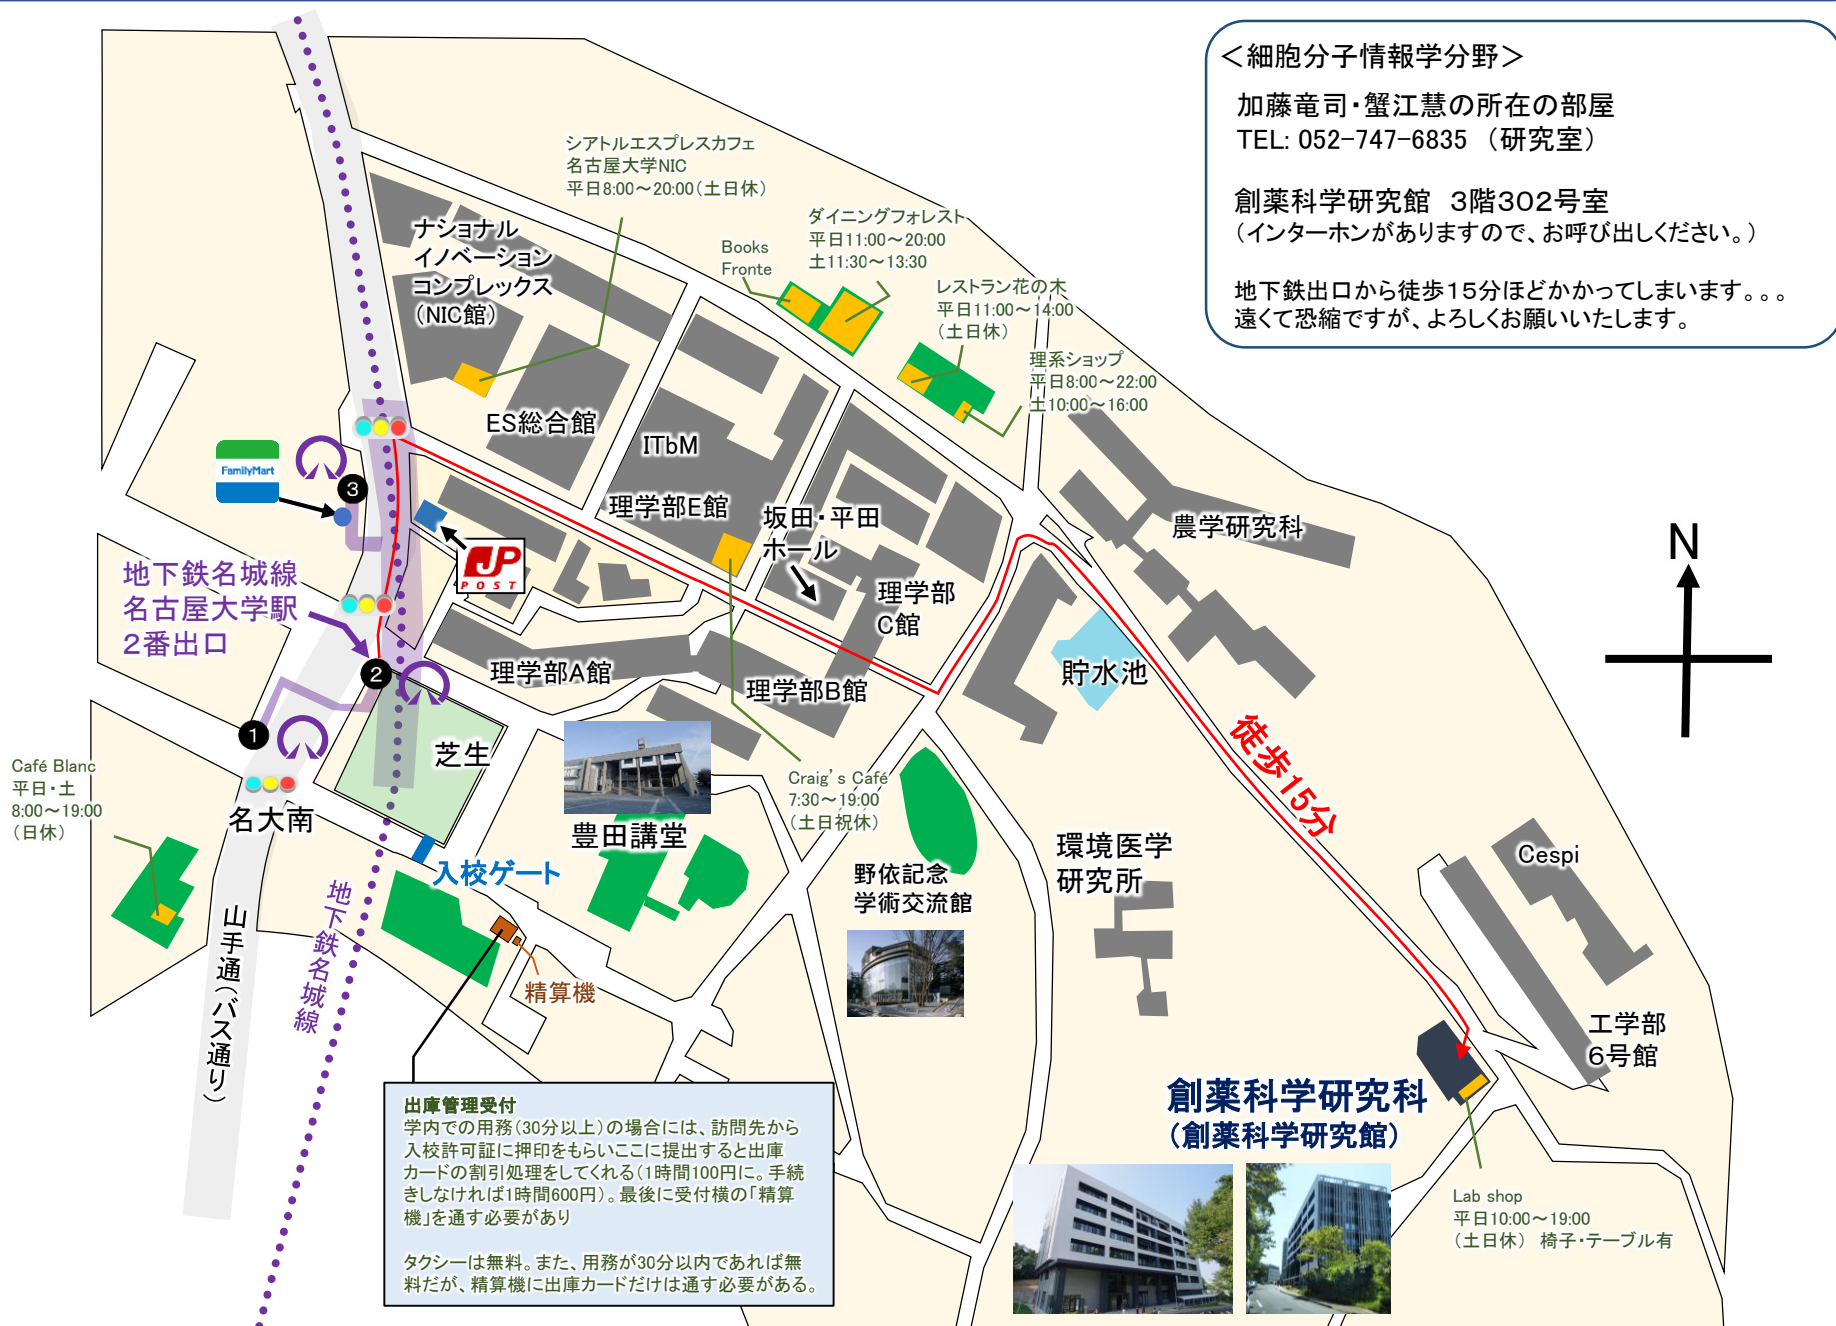 ＜細胞分子情報学分野＞
加藤竜司・蟹江慧の所在の部屋
TEL: 052-747-6835 （研究室）
創薬科学研究館 3階302号室
（インターホンがありますので、お呼び出しください。）
地下鉄出口から徒歩15分ほどかかってしまいます。。。
遠くて恐縮ですが、よろしくお願いいたします。
シアトルエスプレスカフェ
名古屋大学NIC
平日8:00～20:00（土日休）
ナショナル
イノベーション
コンプレックス
（NIC館）
Books
Fronte
ダイニングフォレスト
平日11:00～20:00
土11:30～13:30
レストラン花の木
平日11:00～14:00
（土日休）
理系ショップ
平日8:00～22:00
土10:00～16:00
ES総合館
ITbM
理学部E館
坂田・平田
ホール
理学部
C館
農学研究科
N
FamilyMart
3
JP
POST
地下鉄名城線
名古屋大学駅
2番出口
2
1
理学部A館
理学部B館
貯水池
芝生
徒歩15分
Café Blanc
平日・土
8:00～19:00
（日休）
名大南
豊田講堂
Craig's Café
7:30～19:00
（土日祝休）
入校ゲート
野依記念
学術交流館
環境医学
研究所
Cespi
山手通（バス通り）
地下鉄名城線
精算機
工学部
6号館
創薬科学研究科
（創薬科学研究館）
出庫管理受付
学内での用務（30分以上）の場合には、訪問先から
入校許可証に押印をもらいここに提出すると出庫
カードの割引処理をしてくれる（1時間100円に。手続
きしなければ1時間600円）。最後に受付横の「精算
機」を通す必要があり
タクシーは無料。また、用務が30分以内であれば無
料だが、精算機に出庫カードだけは通す必要がある。
Lab shop
平日10:00～19:00
（土日休） 椅子・テーブル有